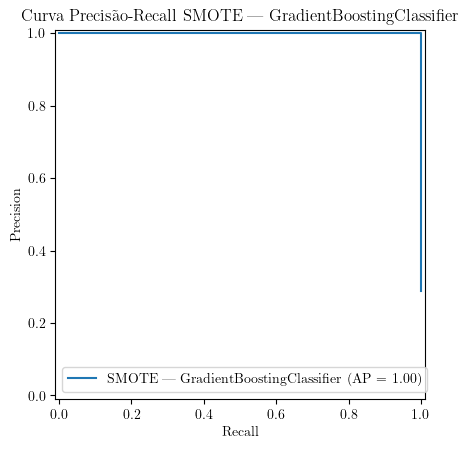 Curva Precisão-Recall SMOTE — GradientBoostingClassifier
1.0
0.8
0.6
0.4
0.2
0.0
Precision
SMOTE — GradientBoostingClassifier (AP = 1.00)
0.0 0.2 0.4 0.6 0.8 1.0
Recall